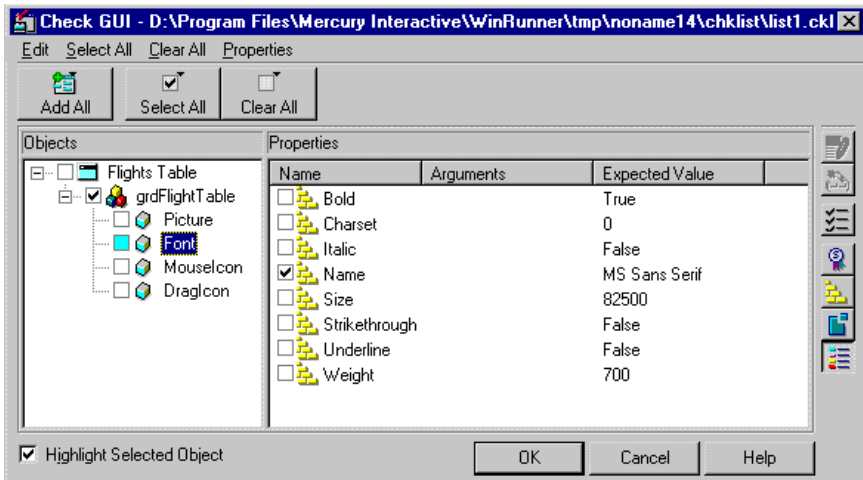 Check GUI - D:\Program Files\Mercury Interactive\WinRunner\tmp\noname14\chklist\list1.ckl
Edit Select All Clear All Properties
Add All Select All Clear All
Objects
Flights Table
grdFlightTable
Picture
Font
MouseIcon
DragIcon
Properties
Name Arguments Expected Value
Bold True
Charset 0
Italic False
Name MS Sans Serif
Size 82500
Strikethrough False
Underline False
Weight 700
Highlight Selected Object
OK Cancel Help